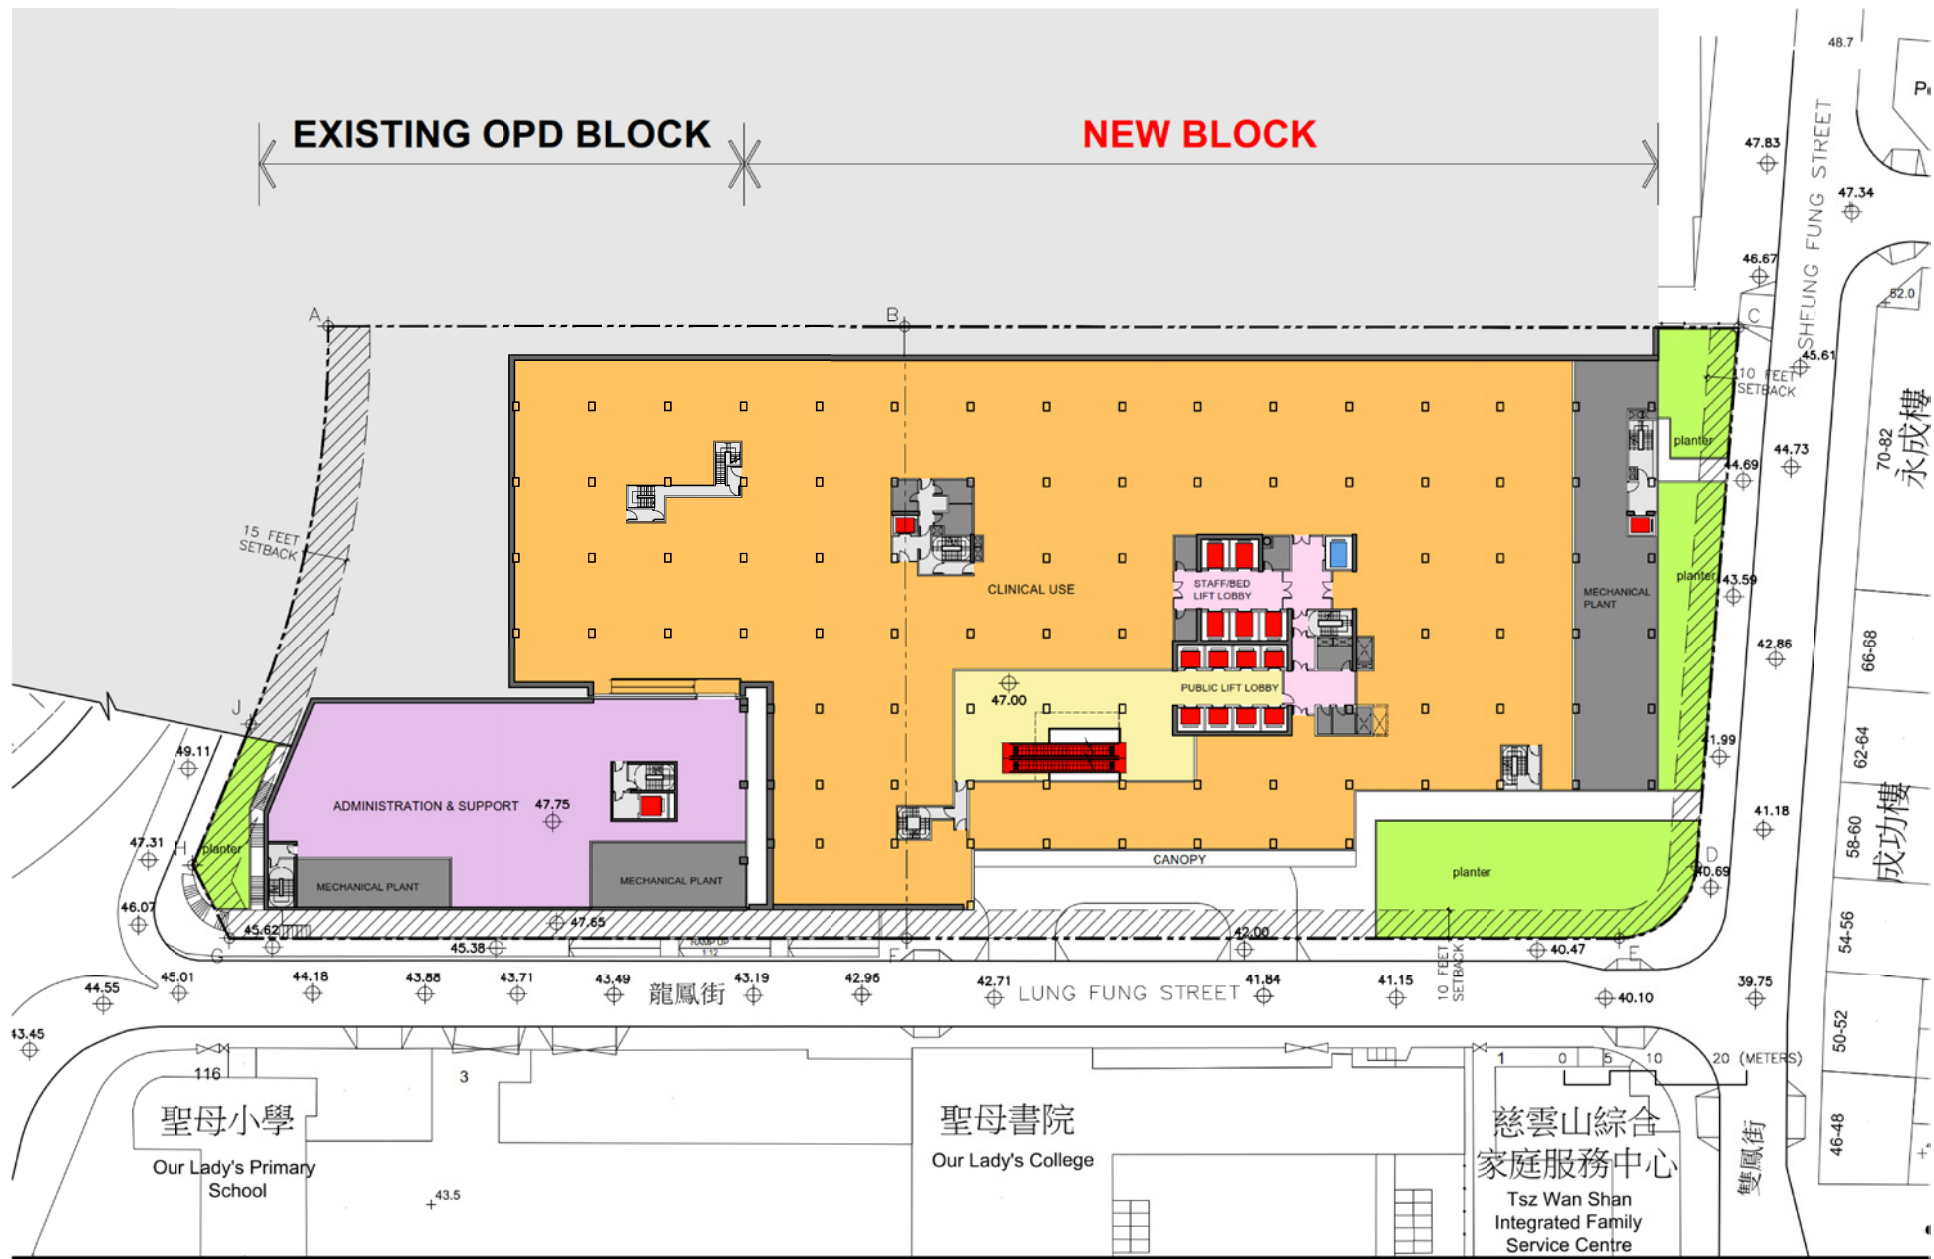 48.7
EXISTING OPD BLOCK
NEW BLOCK
47.83
SHEUNG FUNG STREET
47.34
46.67
52.0
A
B
C
45.61
10 FEET
SETBACK
70-82
永成樓
planter
44.69
44.73
15 FEET
SETBACK
CLINICAL USE
STAFF/BED
LIFT LOBBY
MECHANICAL
PLANT
planter
43.59
42.86
66-68
PUBLIC LIFT LOBBY
47.00
J
49.11
41.99
62-64
ADMINISTRATION & SUPPORT
47.75
41.18
58-60
成功樓
47.31
H
planter
CANOPY
D
MECHANICAL PLANT
MECHANICAL PLANT
planter
40.69
46.07
45.62
47.65
45.38
RAMP UP
1:12
42.00
10 FEET
SETBACK
40.47
54-56
G
F
E
44.55
45.01
44.18
43.88
43.71
43.49
龍鳳街
43.19
42.96
42.71
LUNG FUNG STREET
41.84
41.15
40.10
39.75
43.45
50-52
116
3
1
0
5
10
20 (METERS)
聖母小學
Our Lady's Primary
School
43.5
聖母書院
Our Lady's College
慈雲山綜合
家庭服務中心
Tsz Wan Shan
Integrated Family
Service Centre
雙鳳街
46-48